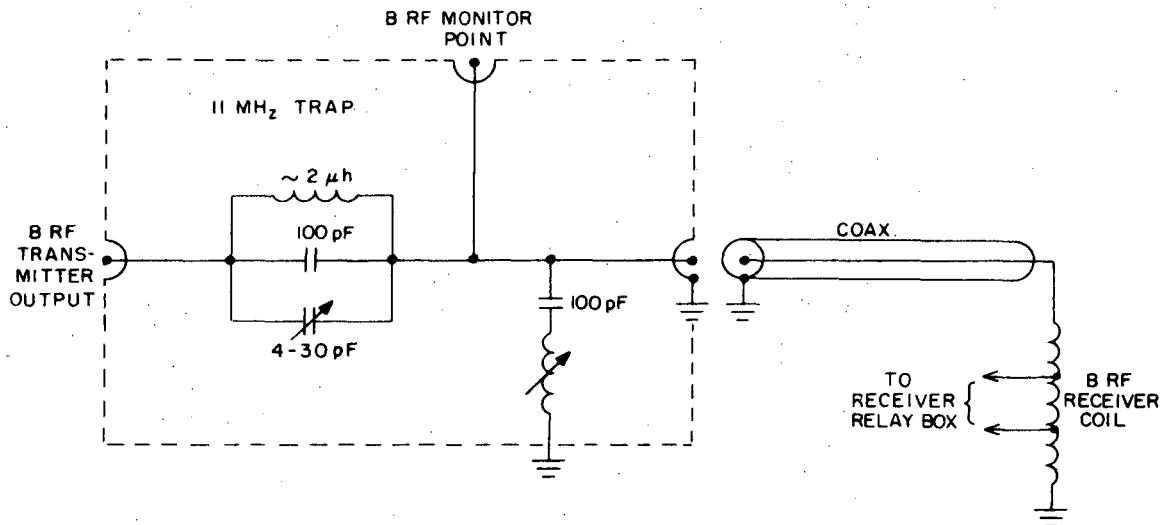 B RF MONITOR
POINT
11 MHz TRAP
~ 2 μh
100 pF
4-30 pF
B RF
TRANS-
MITTER
OUTPUT
100 pF
COAX
TO
RECEIVER
RELAY BOX
B RF
RECEIVER
COIL